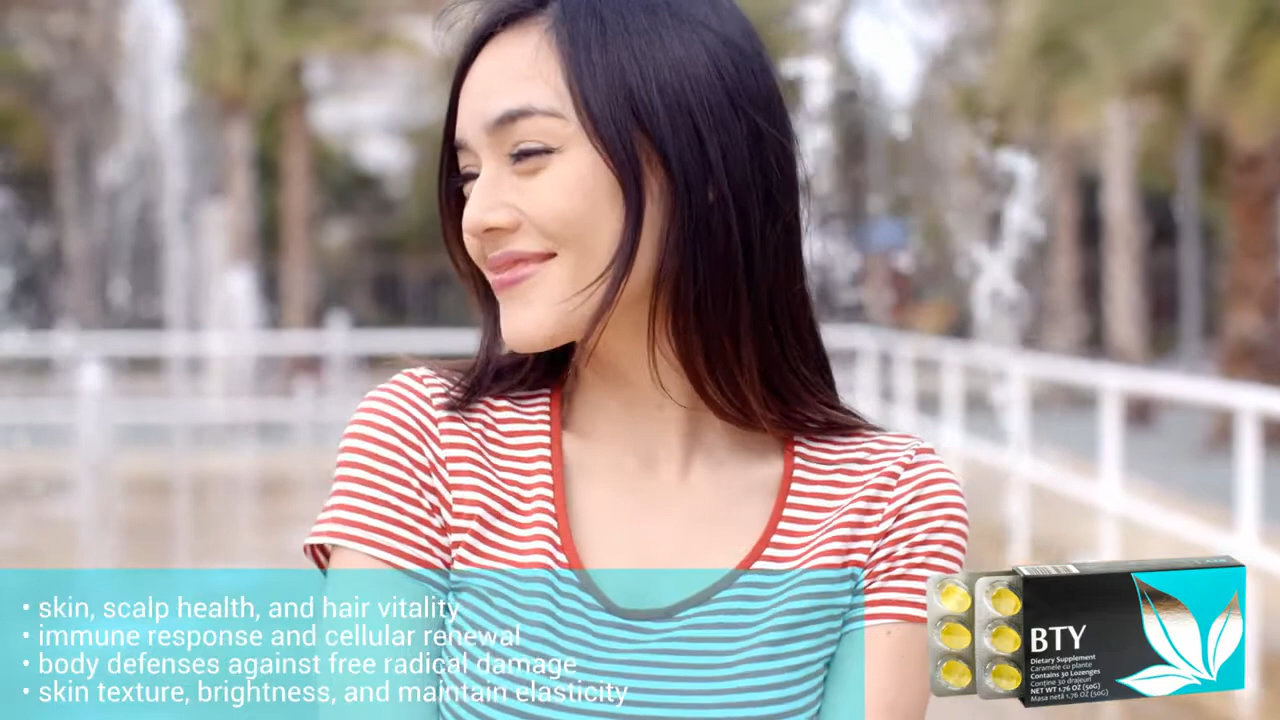 • skin, scalp health, and hair vitality
• immune response and cellular renewal
• body defenses against free radical damage
• skin texture, brightness, and maintain elasticity
BTY
Dietary Supplement
Caramele cu plante
Contains 30 Lozenges
Conține 30 drajeuri
NET WT 1.76 OZ (50G)
Masa netă 1.76 OZ (50G)